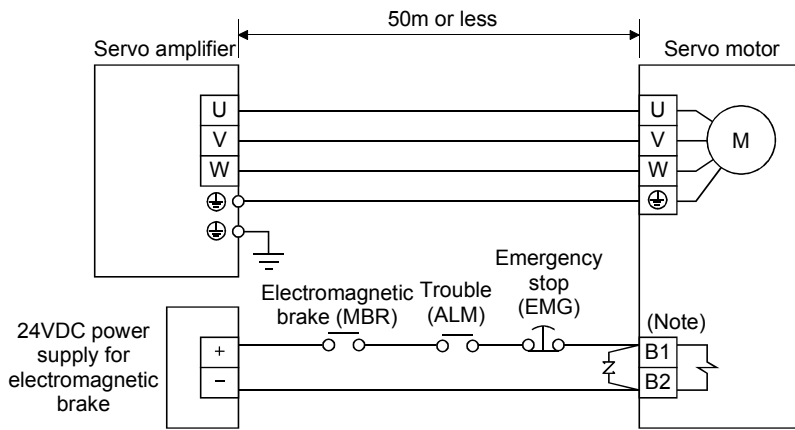 50m or less
Servo amplifier
Servo motor
U
V
W
U
V
W
M
Electromagnetic
brake (MBR)
Trouble
(ALM)
Emergency
stop
(EMG)
(Note)
24VDC power
supply for
electromagnetic
brake
+
−
B1
B2